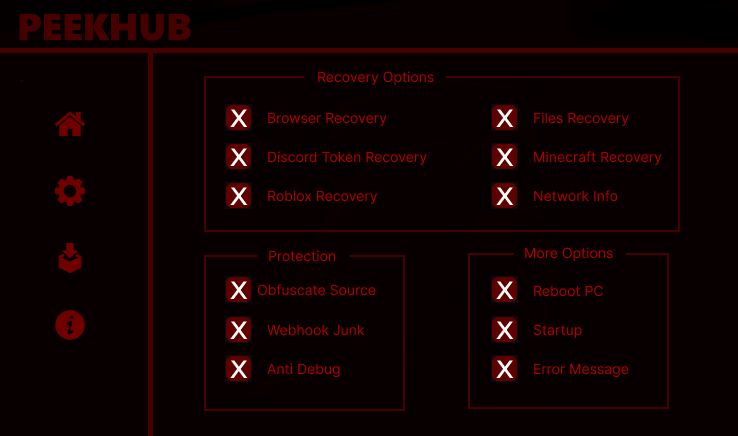 PEEKHUB
Recovery Options
X Browser Recovery
X Files Recovery
X Discord Token Recovery
X Minecraft Recovery
X Roblox Recovery
X Network Info
Protection
X Obfuscate Source
X Webhook Junk
X Anti Debug
More Options
X Reboot PC
X Startup
X Error Message